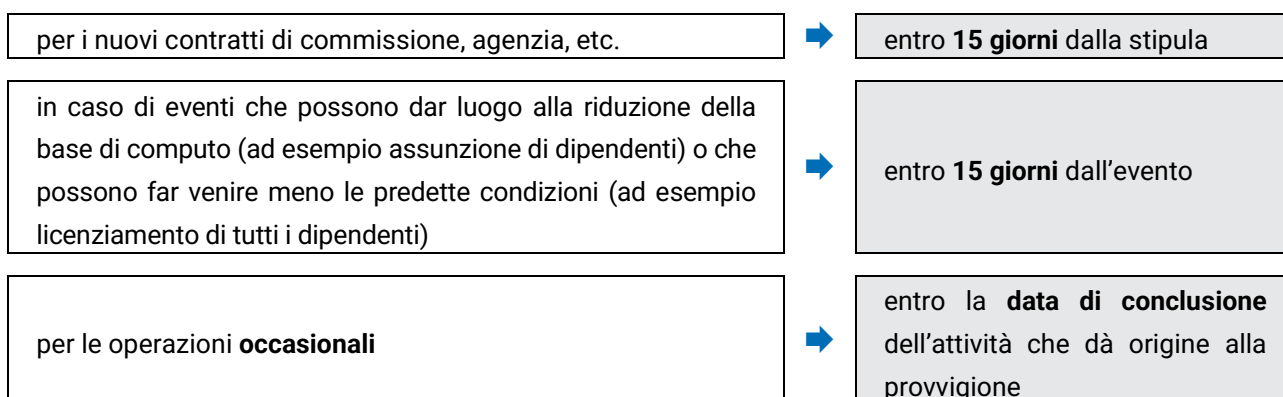 per i nuovi contratti di commissione, agenzia, etc.
entro 15 giorni dalla stipula
in caso di eventi che possono dar luogo alla riduzione della
base di computo (ad esempio assunzione di dipendenti) o che
possono far venire meno le predette condizioni (ad esempio
licenziamento di tutti i dipendenti)
entro 15 giorni dall’evento
per le operazioni occasionali
entro la data di conclusione
dell’attività che dà origine alla
provvigione